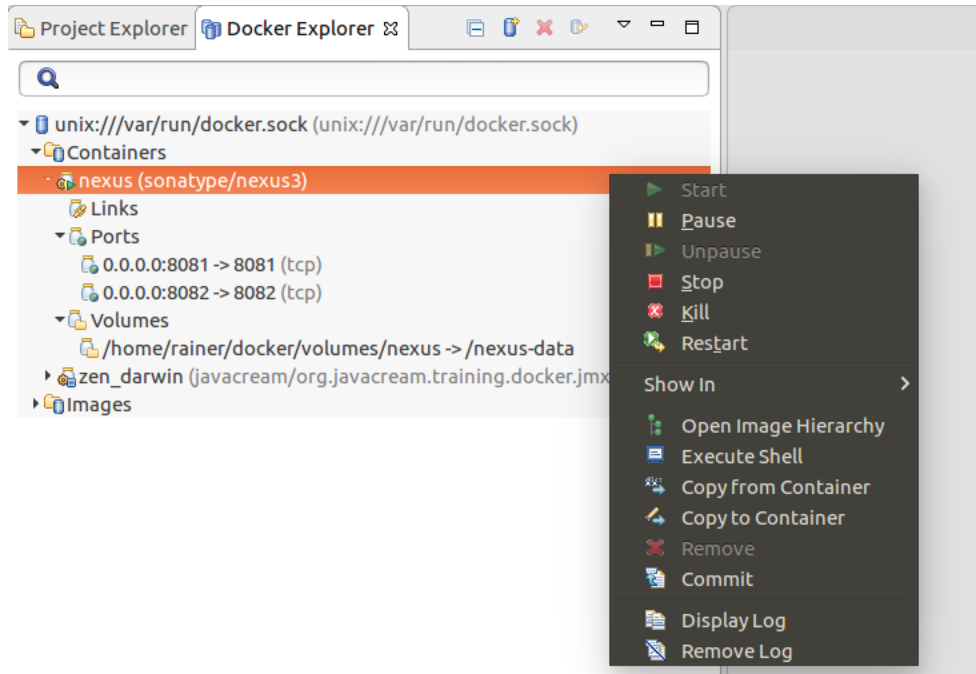 Project Explorer Docker Explorer
unix:///var/run/docker.sock (unix:///var/run/docker.sock)
Containers
nexus (sonatype/nexus3)
Links
Ports
0.0.0.0:8081 -> 8081 (tcp)
0.0.0.0:8082 -> 8082 (tcp)
Volumes
/home/rainer/docker/volumes/nexus -> /nexus-data
zen_darwin (javacream/org.javacream.training.docker.jmx
Images
Start
Pause
Unpause
Stop
Kill
Restart
Show In
Open Image Hierarchy
Execute Shell
Copy from Container
Copy to Container
Remove
Commit
Display Log
Remove Log